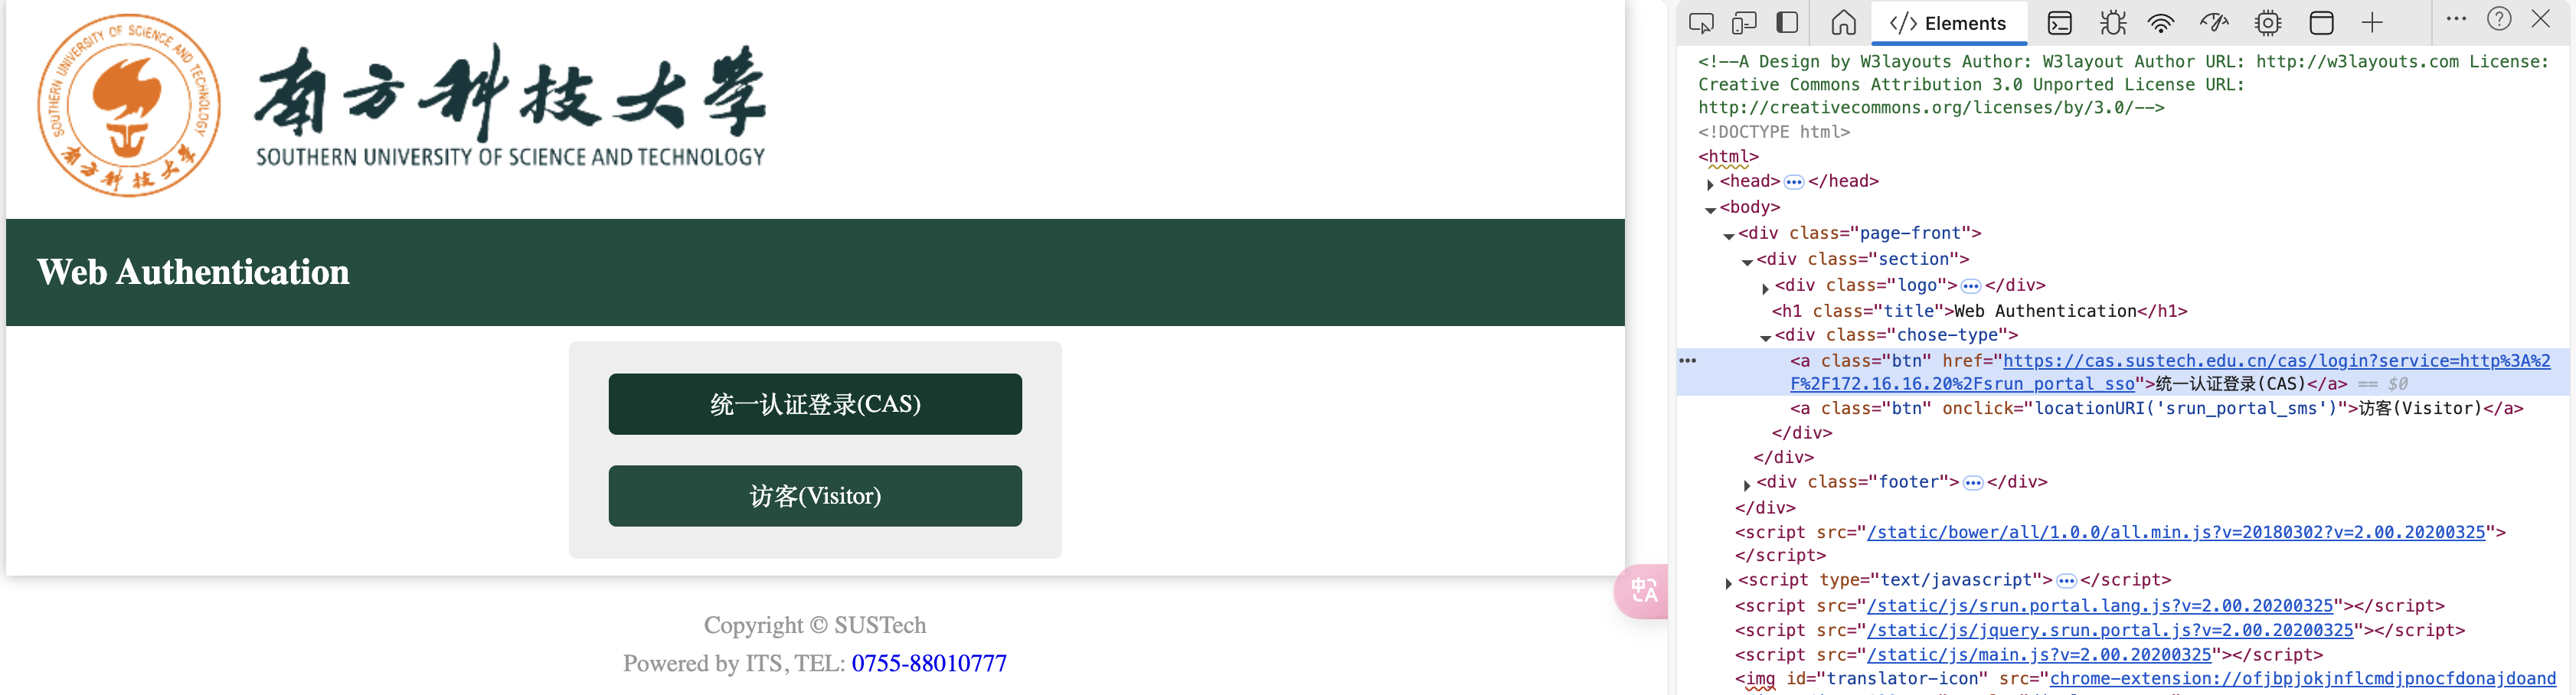 SOUTHERN UNIVERSITY OF SCIENCE AND TECHNOLOGY
南方科技大学
南方科技大學
SOUTHERN UNIVERSITY OF SCIENCE AND TECHNOLOGY
Web Authentication
统一认证登录(CAS)
访客(Visitor)
Copyright © SUSTech
Powered by ITS, TEL: 0755-88010777
中A
</> Elements
<!--A Design by W3layouts Author: W3layout Author URL: http://w3layouts.com License:
Creative Commons Attribution 3.0 Unported License URL:
http://creativecommons.org/licenses/by/3.0/-->
<!DOCTYPE html>
<html>
<head>•••</head>
<body>
<div class="page-front">
<div class="section">
<div class="logo">•••</div>
<h1 class="title">Web Authentication</h1>
<div class="chose-type">
••• <a class="btn" href="https://cas.sustech.edu.cn/cas/login?service=http%3A%2
F%2F172.16.16.20%2Fsrun_portal_sso">统一认证登录(CAS)</a> == $0
<a class="btn" onclick="locationURI('srun_portal_sms')">访客(Visitor)</a>
</div>
</div>
<div class="footer">•••</div>
</div>
<script src="/static/bower/all/1.0.0/all.min.js?v=20180302?v=2.00.20200325">
</script>
<script type="text/javascript">•••</script>
<script src="/static/js/srun.portal.lang.js?v=2.00.20200325"></script>
<script src="/static/js/jquery.srun.portal.js?v=2.00.20200325"></script>
<script src="/static/js/main.js?v=2.00.20200325"></script>
<img id="translator-icon" src="chrome-extension://ofjbpjokjnflcmdjpnocfdonajdoand